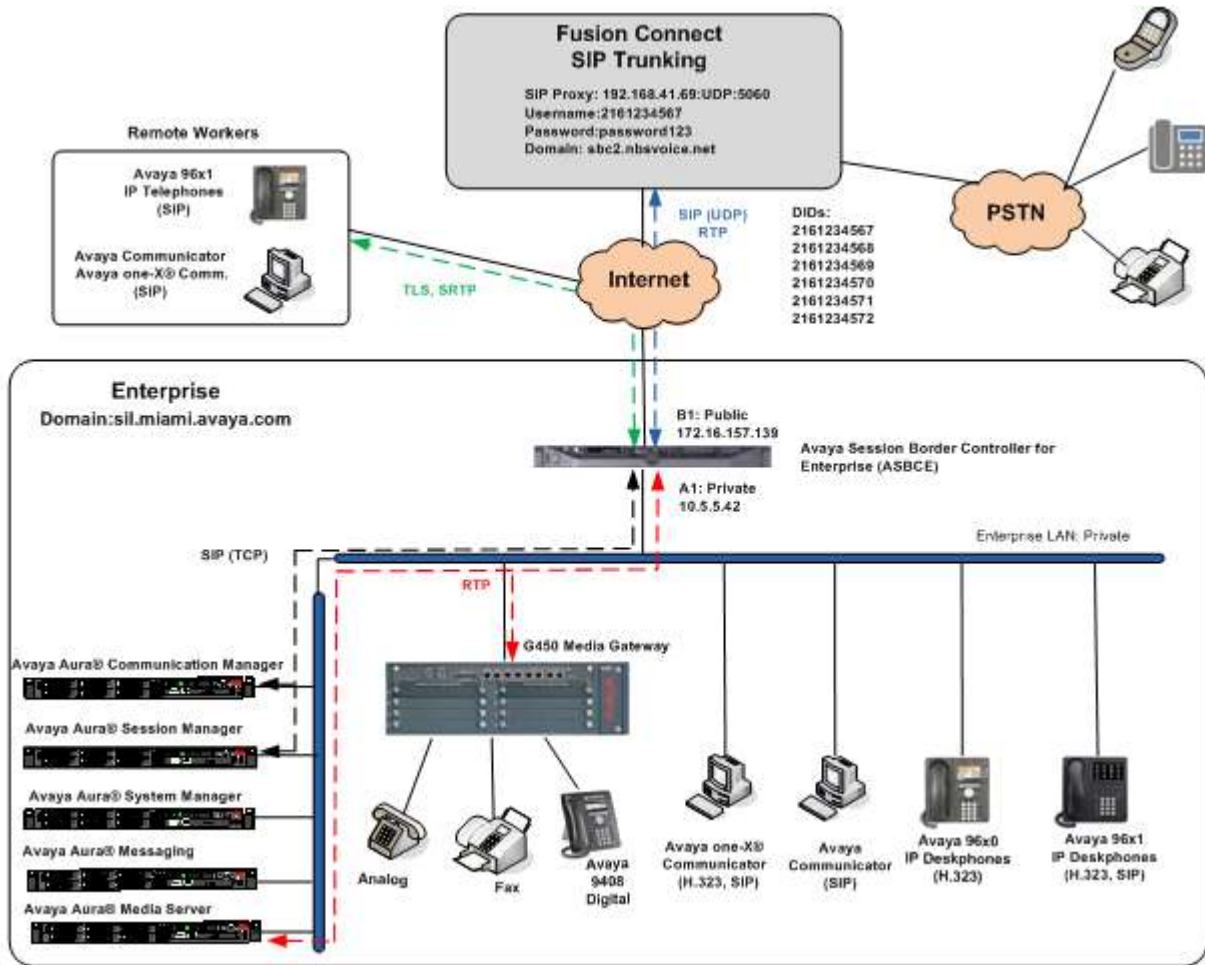 Fusion Connect
SIP Trunking
SIP Proxy: 192.168.41.69:UDP:5060
Username:2161234567
Password:password123
Domain: sbc2.nbsvoice.net
Remote Workers
Avaya 96x1
IP Telephones
(SIP)
Avaya Communicator
Avaya one-X® Comm.
(SIP)
TLS, SRTP
SIP (UDP)
RTP
Internet
DIDs:
2161234567
2161234568
2161234569
2161234570
2161234571
2161234572
PSTN
Enterprise
Domain:sil.miami.avaya.com
B1: Public
172.16.157.139
Avaya Session Border Controller for
Enterprise (ASBCE)
A1: Private
10.5.5.42
SIP (TCP)
Enterprise LAN: Private
RTP
G450 Media Gateway
Avaya Aura® Communication Manager
Avaya Aura® Session Manager
Avaya Aura® System Manager
Avaya Aura® Messaging
Avaya Aura® Media Server
Analog
Fax
Avaya
9408
Digital
Avaya one-X®
Communicator
(H.323, SIP)
Avaya
Communicator
(SIP)
Avaya 96x0
IP Deskphones
(H.323)
Avaya 96x1
IP Deskphones
(H.323, SIP)